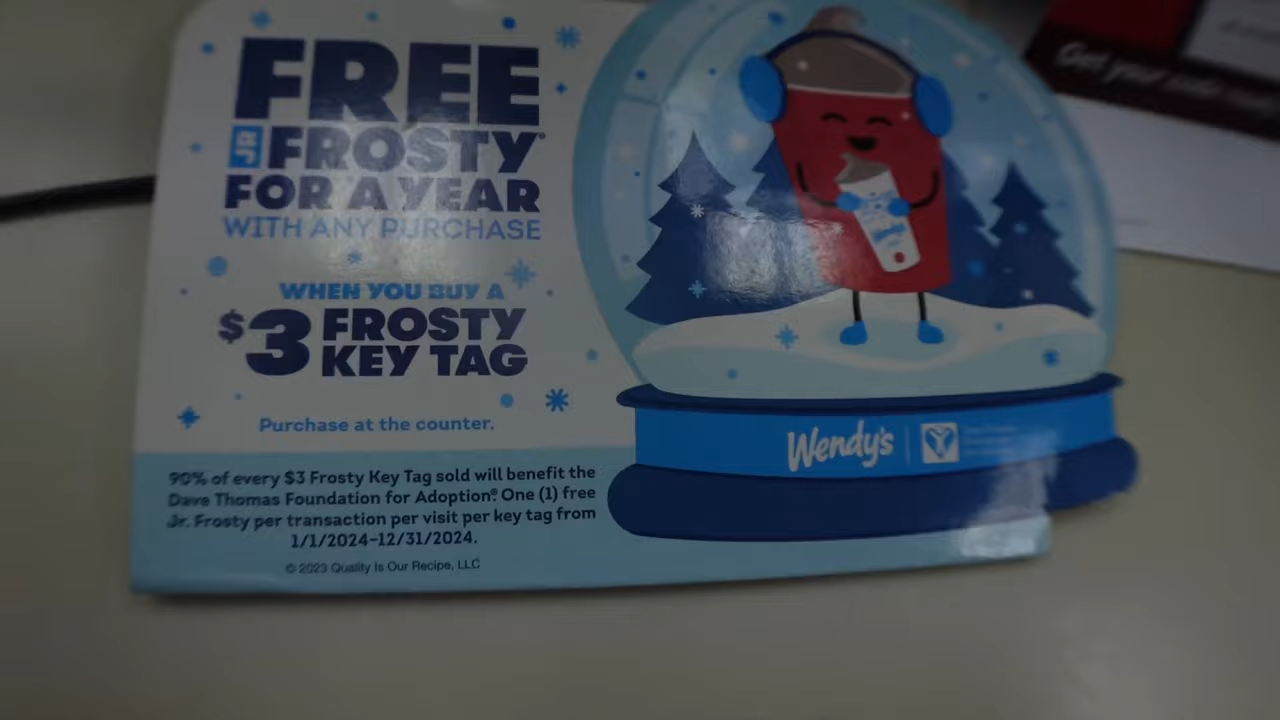 FREE
JR FROSTY®
FOR A YEAR
WITH ANY PURCHASE
WHEN YOU BUY A
$3 FROSTY
KEY TAG
Purchase at the counter.
90% of every $3 Frosty Key Tag sold will benefit the
Dave Thomas Foundation for Adoption®. One (1) free
Jr. Frosty per transaction per visit per key tag from
1/1/2024–12/31/2024.
© 2023 Quality Is Our Recipe, LLC
Wendy's
Get your